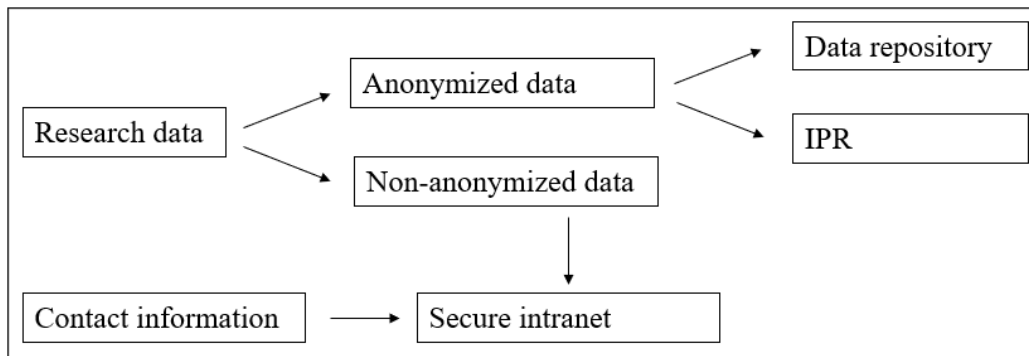 Data repository
Anonymized data
Research data
IPR
Non-anonymized data
Contact information
Secure intranet